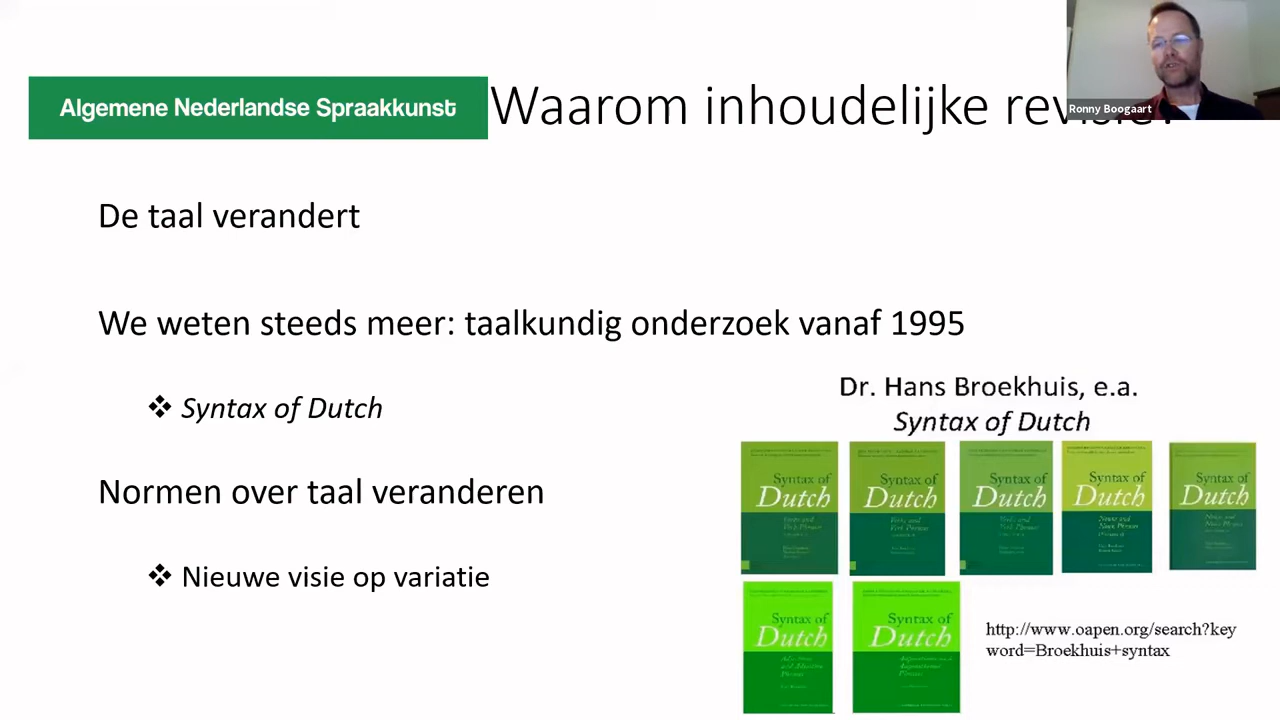 Ronny Boogaart
Algemene Nederlandse Spraakkunst
Waarom inhoudelijke revisie?
De taal verandert
We weten steeds meer: taalkundig onderzoek vanaf 1995
❖ Syntax of Dutch
Normen over taal veranderen
❖ Nieuwe visie op variatie
Dr. Hans Broekhuis, e.a.
Syntax of Dutch
Syntax of
Dutch
Syntax of
Dutch
Syntax of
Dutch
Syntax of
Dutch
Syntax of
Dutch
Syntax of
Dutch
Syntax of
Dutch
http://www.oapen.org/search?key
word=Broekhuis+syntax